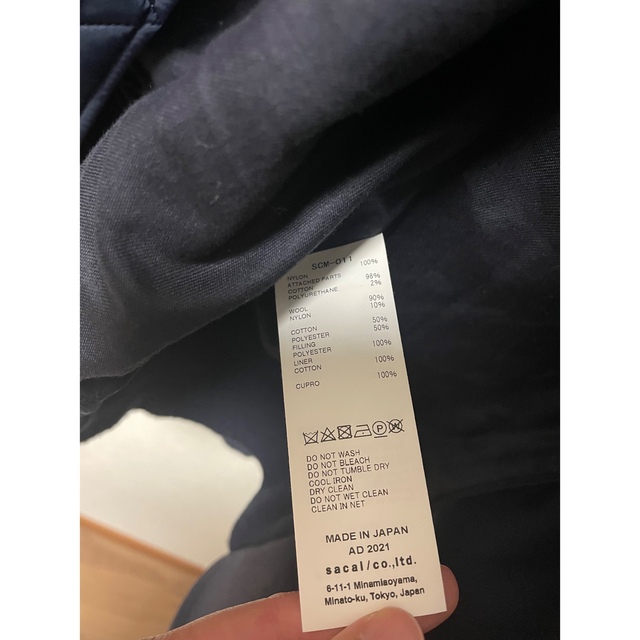 SCM-011
NYLON 100%
ATTACHED PARTS
COTTON 98%
POLYURETHANE 2%
WOOL 90%
NYLON 10%
COTTON 50%
POLYESTER 50%
FILLING
POLYESTER 100%
LINER
COTTON 100%
CUPRO 100%
DO NOT WASH
DO NOT BLEACH
DO NOT TUMBLE DRY
COOL IRON
DRY CLEAN
DO NOT WET CLEAN
CLEAN IN NET
MADE IN JAPAN
AD 2021
sacai/co.,ltd.
6-11-1 Minamiaoyama,
Minato-ku, Tokyo, Japan